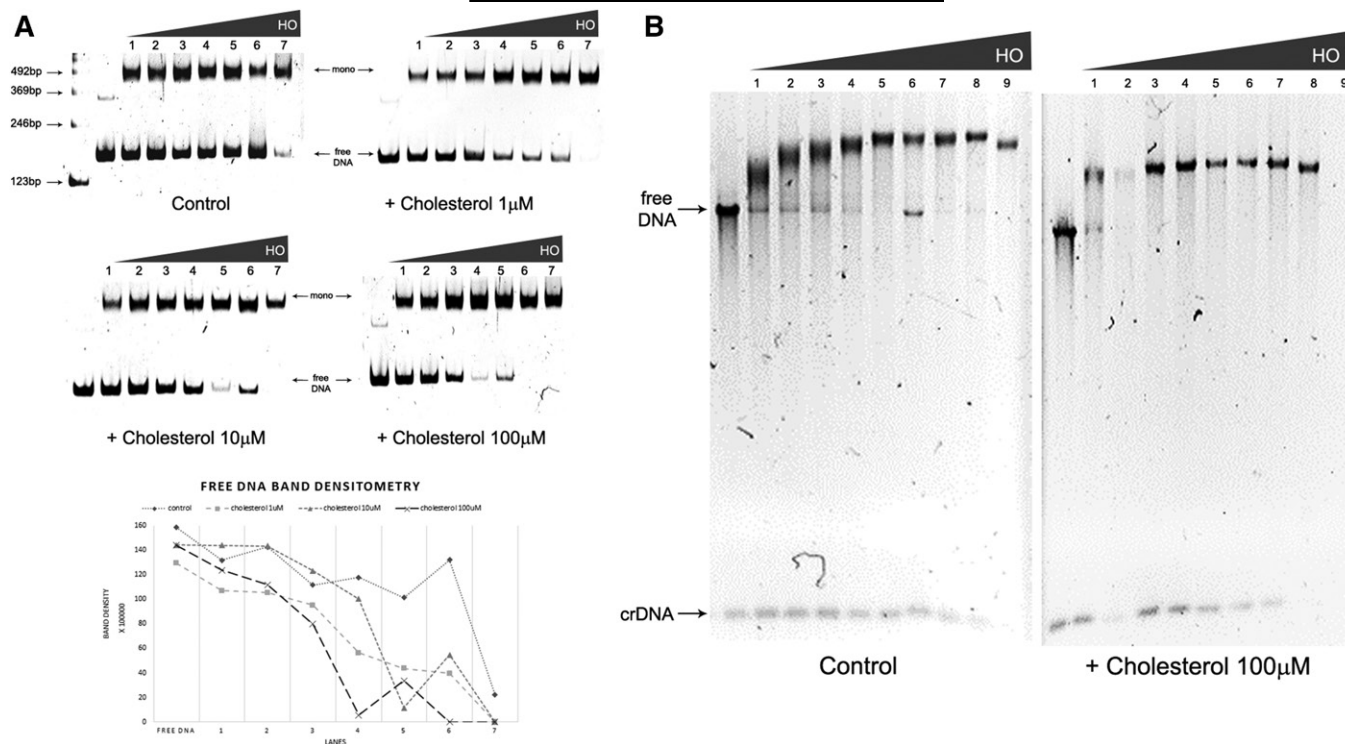 A
HO
1 2 3 4 5 6 7
492bp
369bp
246bp
123bp
mono
free
DNA
Control
HO
1 2 3 4 5 6 7
+ Cholesterol 1µM
HO
1 2 3 4 5 6 7
mono
free
DNA
+ Cholesterol 10µM
HO
1 2 3 4 5 6 7
+ Cholesterol 100µM
FREE DNA BAND DENSITOMETRY
control cholesterol 1uM cholesterol 10uM cholesterol 100uM
BAND DENSITY
X 100000
160
140
120
100
80
60
40
20
0
FREE DNA 1 2 3 4 5 6 7
LANES
B
HO
1 2 3 4 5 6 7 8 9
free
DNA
crDNA
Control
HO
1 2 3 4 5 6 7 8 9
+ Cholesterol 100µM